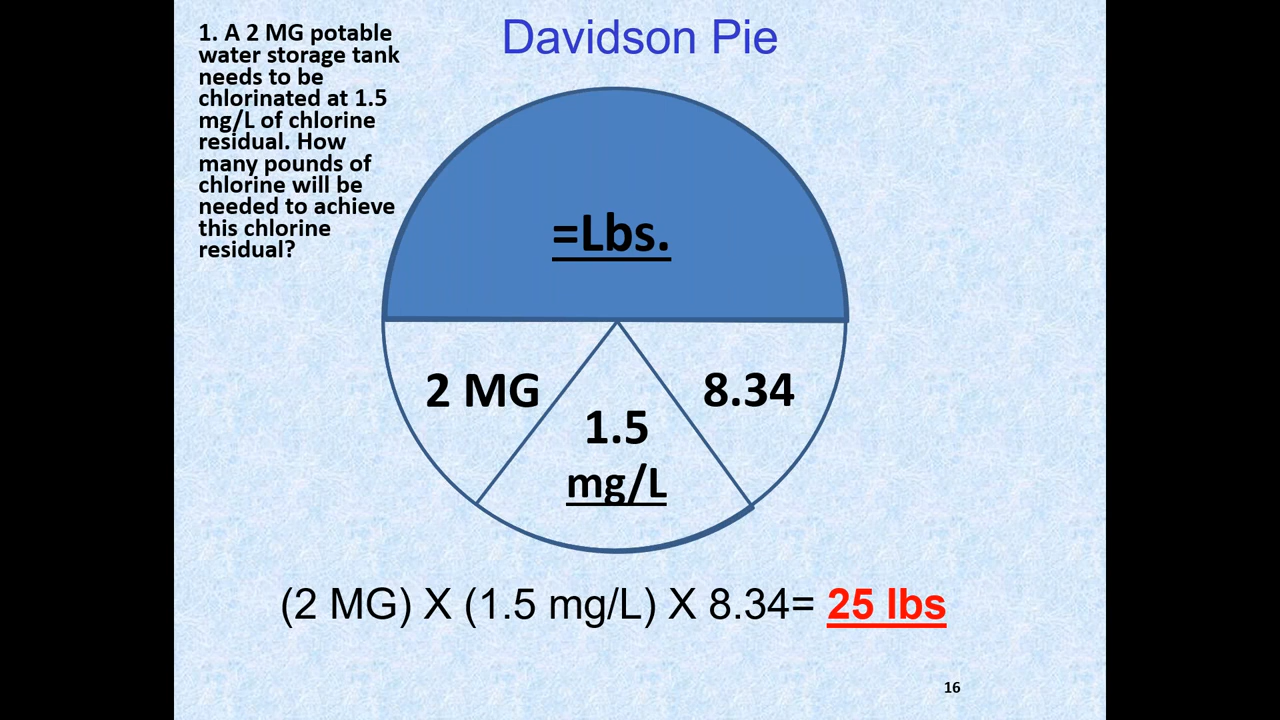 1. A 2 MG potable
water storage tank
needs to be
chlorinated at 1.5
mg/L of chlorine
residual. How
many pounds of
chlorine will be
needed to achieve
this chlorine
residual?
Davidson Pie
=Lbs.
2 MG
1.5
mg/L
8.34
(2 MG) X (1.5 mg/L) X 8.34= 25 lbs
16